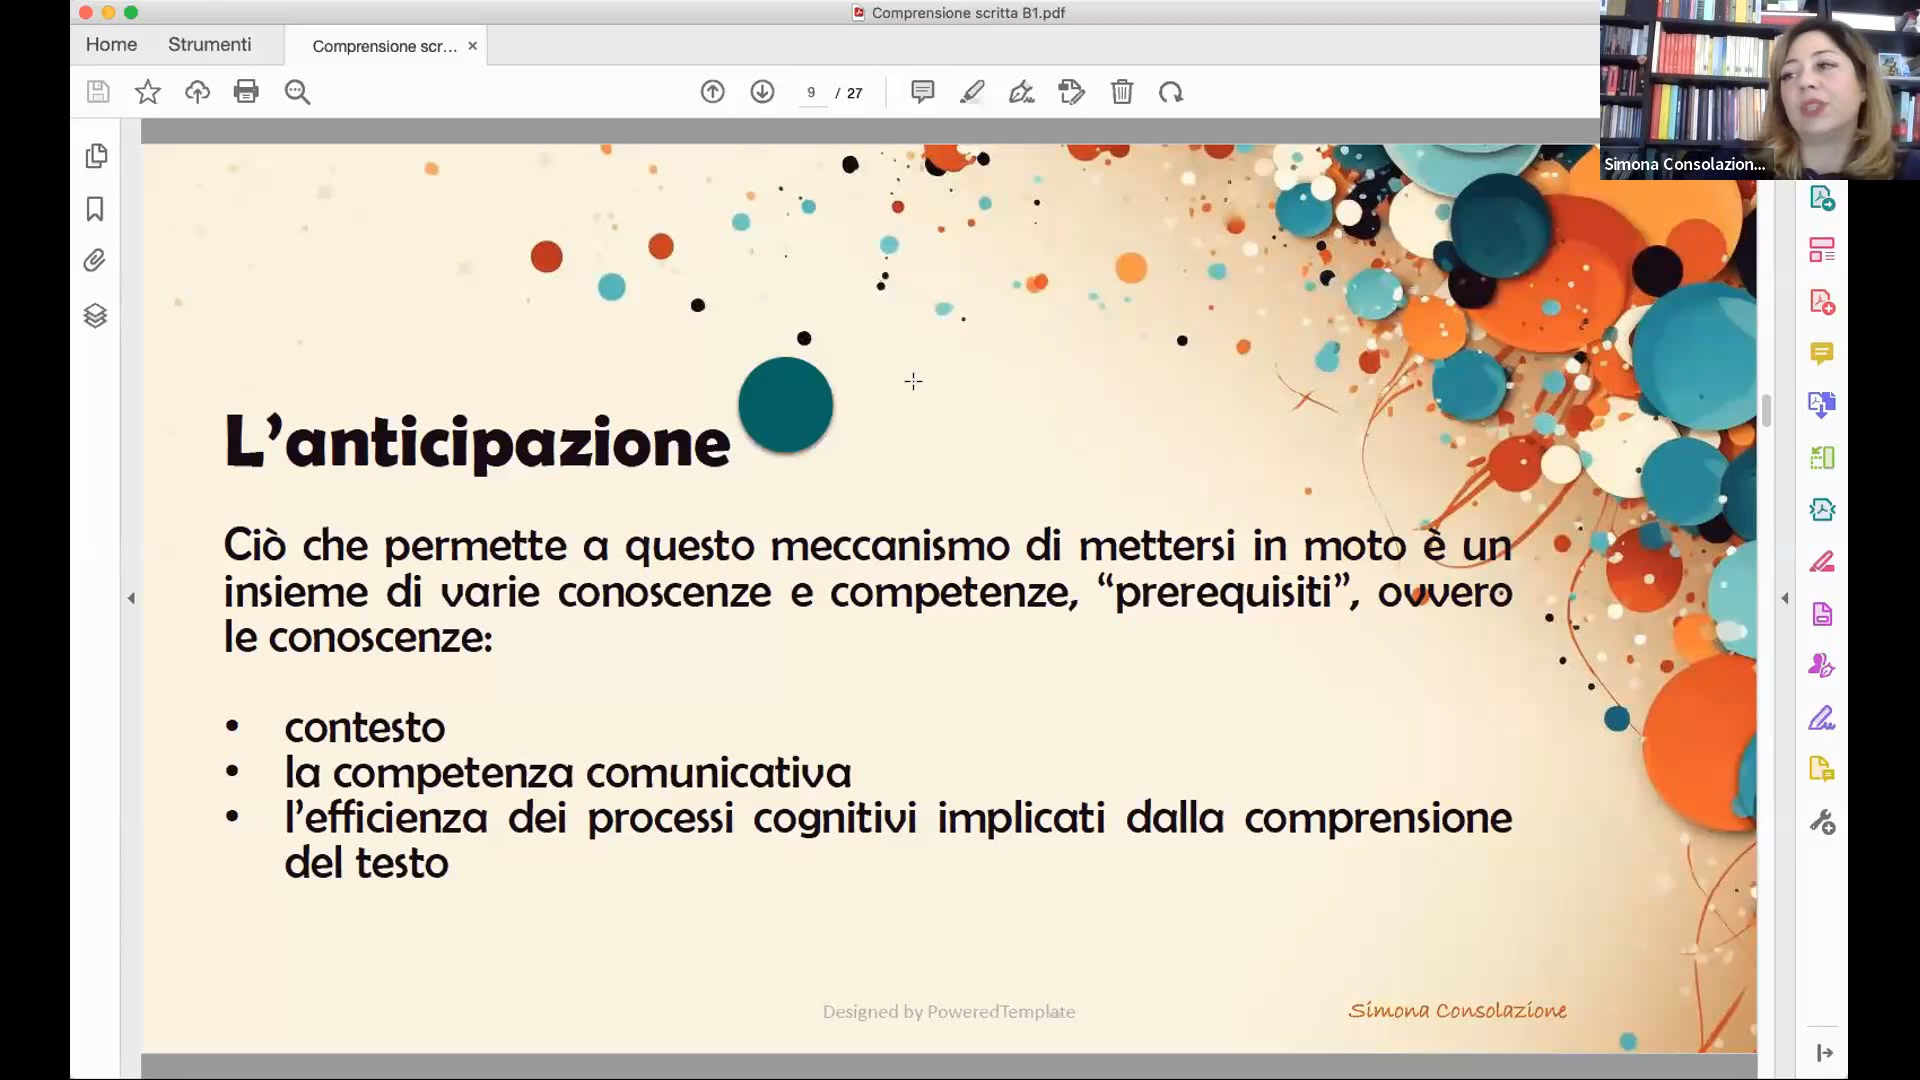 Comprensione scritta B1.pdf
Home
Strumenti
Comprensione scr...
9 / 27
Simona Consolazion...
L’anticipazione
Ciò che permette a questo meccanismo di mettersi in moto è un
insieme di varie conoscenze e competenze, “prerequisiti”, ovvero
le conoscenze:
• contesto
• la competenza comunicativa
• l’efficienza dei processi cognitivi implicati dalla comprensione
del testo
Designed by PoweredTemplate
Simona Consolazione